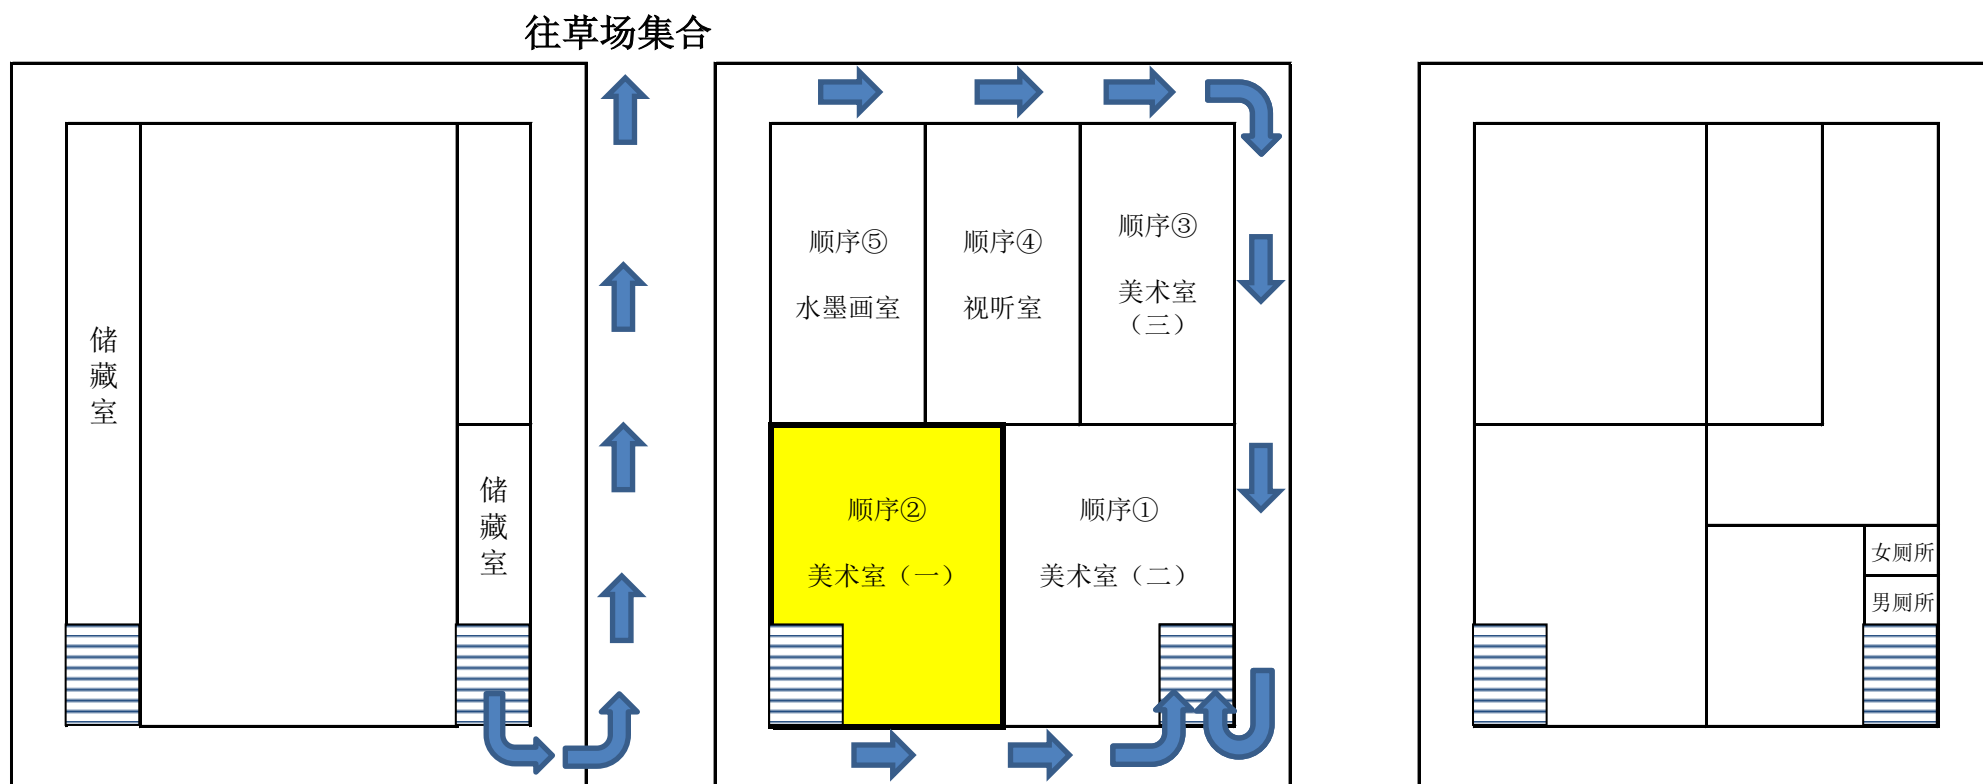 往草场集合
储
藏
室
储
藏
室
顺序⑤
水墨画室
顺序④
视听室
顺序③
美术室
（三）
顺序②
美术室（一）
顺序①
美术室（二）
女厕所
男厕所